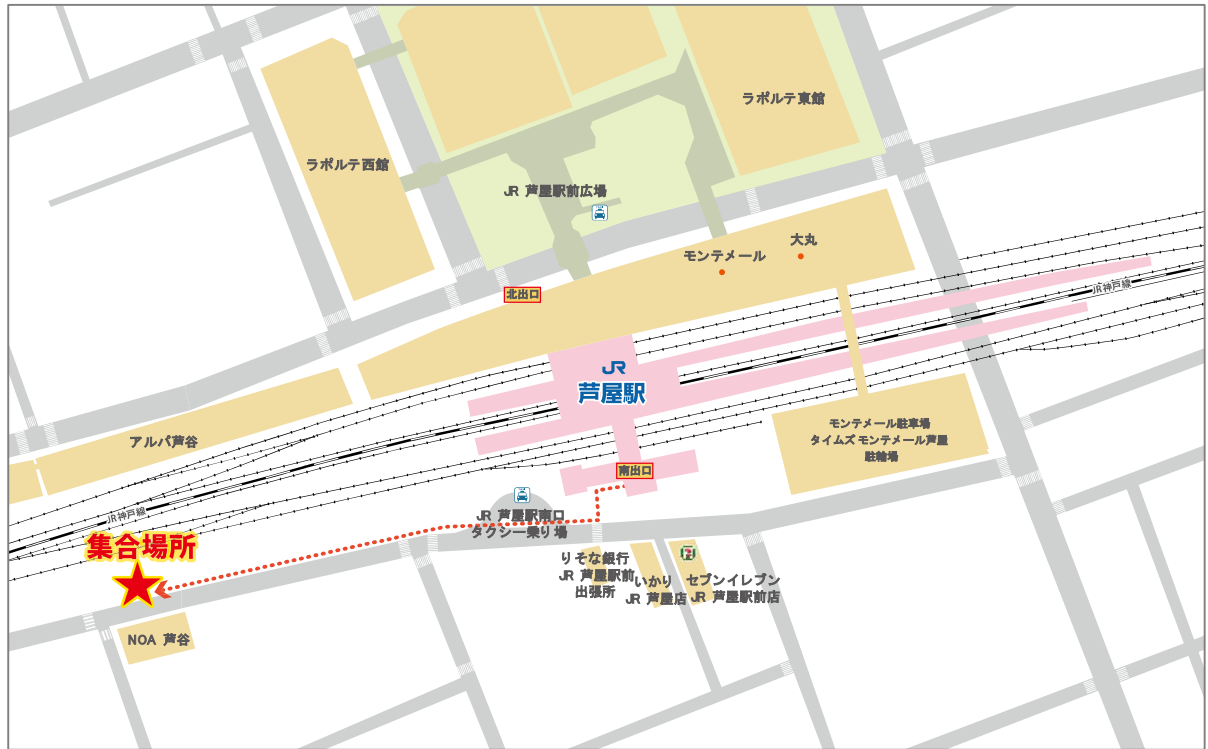 ラポルテ東館
ラポルテ西館
JR 芦屋駅前広場
大丸
モンテメール
北出口
JR神戸線
JR
芦屋駅
モンテメール駐車場
タイムズ モンテメール芦屋
駐輪場
アルパ芦谷
南出口
JR神戸線
JR 芦屋駅南口
タクシー乗り場
集合場所
りそな銀行
JR 芦屋駅前
出張所
いかり
JR 芦屋店
セブンイレブン
JR 芦屋駅前店
NOA 芦谷